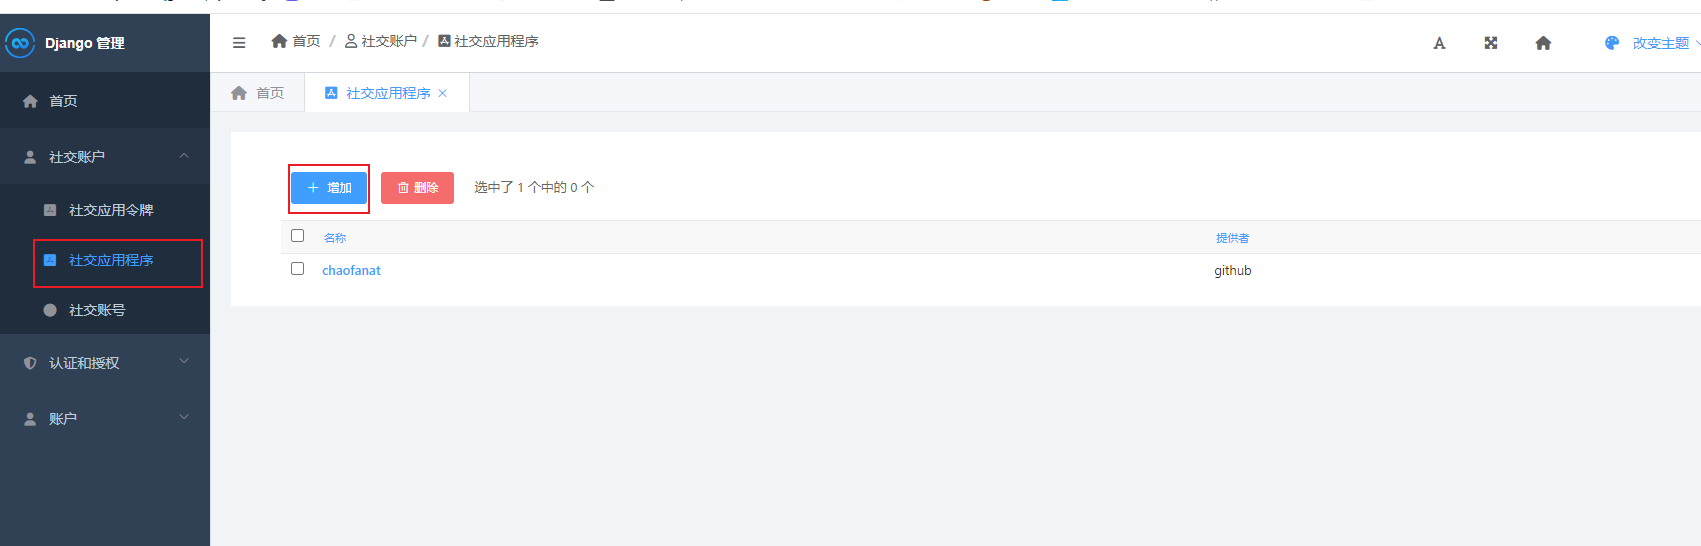 Django 管理
首页 / 社交账户 / 社交应用程序
改变主题
首页
社交应用程序
首页
社交账户
社交应用令牌
社交应用程序
社交账号
认证和授权
账户
增加
删除
选中了 1 个中的 0 个
名称 提供者
chaofanat github